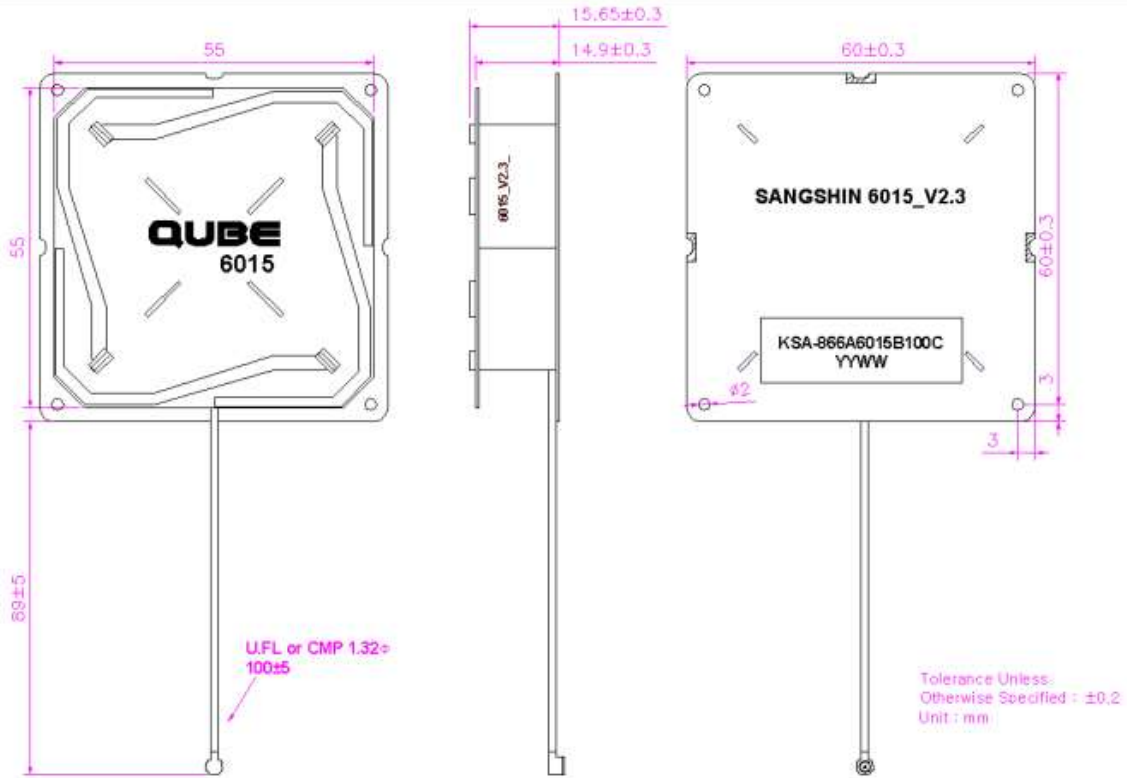 15.65±0.3
55
14.9±0.3
60±0.3
55
QUBE
6015
6015_V2.3_
SANGSHIN 6015_V2.3
60±0.3
KSA-866A6015B100C
YYWW
ø2
3
3
89±5
U.FL or CMP 1.32⌀
100±5
Tolerance Unless
Otherwise Specified : ±0.2
Unit : mm